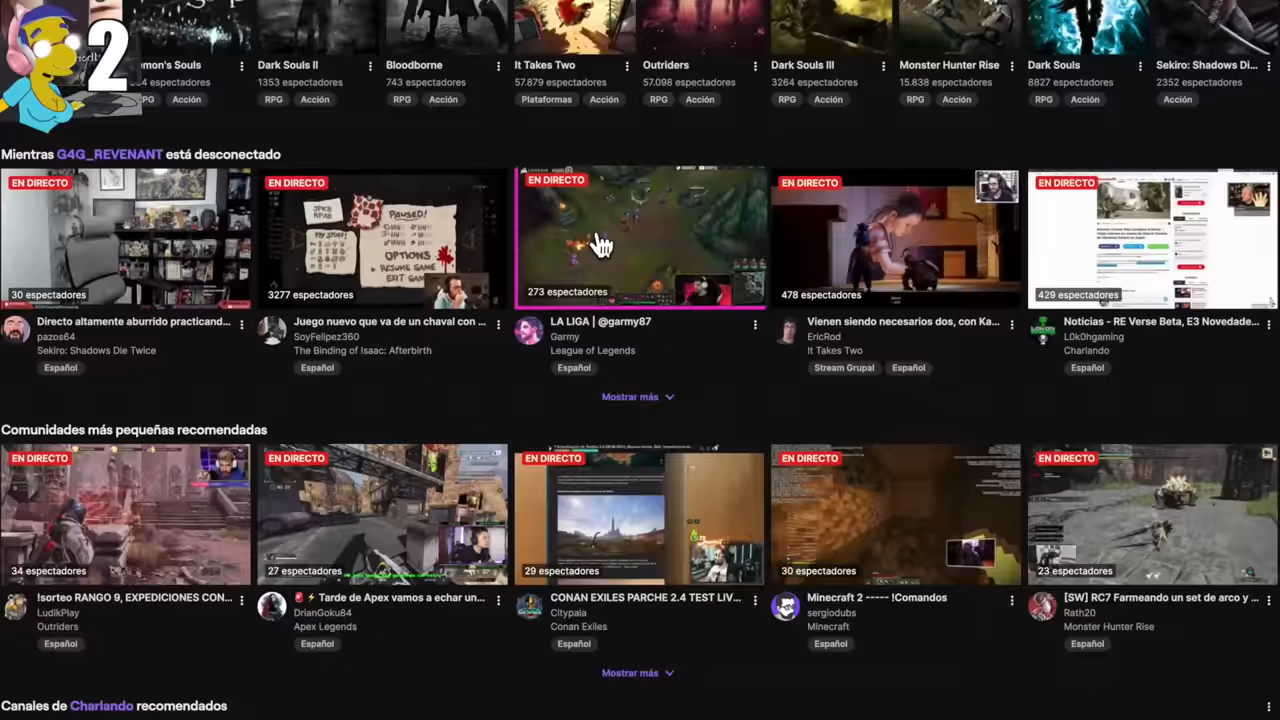 2
emon's Souls
Dark Souls II
Bloodborne
It Takes Two
Outriders
Dark Souls III
Monster Hunter Rise
Dark Souls
Sekiro: Shadows Di...
4 espectadores
1353 espectadores
743 espectadores
57.879 espectadores
57.098 espectadores
3264 espectadores
15.838 espectadores
8827 espectadores
2352 espectadores
PG Acción
RPG Acción
RPG Acción
Plataformas Acción
RPG Acción
RPG Acción
RPG Acción
RPG Acción
Acción
Mientras G4G_REVENANT está desconectado
EN DIRECTO
30 espectadores
Directo altamente aburrido practicand...
pazos64
Sekiro: Shadows Die Twice
Español
EN DIRECTO
PAUSED!
OPTIONS
RESUME GAME
EXIT GAME
3277 espectadores
Juego nuevo que va de un chaval con ...
SoyFelipez360
The Binding of Isaac: Afterbirth
Español
EN DIRECTO
273 espectadores
LA LIGA | @garmy87
Garmy
League of Legends
Español
EN DIRECTO
478 espectadores
Vienen siendo necesarios dos, con Ka...
EricRod
It Takes Two
Stream Grupal Español
EN DIRECTO
429 espectadores
Noticias - RE Verse Beta, E3 Novedade...
L0k0hgaming
Charlando
Español
Mostrar más
Comunidades más pequeñas recomendadas
EN DIRECTO
34 espectadores
!sorteo RANGO 9, EXPEDICIONES CON...
LudikPlay
Outriders
Español
EN DIRECTO
27 espectadores
Tarde de Apex vamos a echar un...
DrianGoku84
Apex Legends
Español
EN DIRECTO
29 espectadores
CONAN EXILES PARCHE 2.4 TEST LIV...
Citypala
Conan Exiles
Español
EN DIRECTO
30 espectadores
Minecraft 2 ----- !Comandos
sergiodubs
Minecraft
Español
EN DIRECTO
23 espectadores
[SW] RC7 Farmeando un set de arco y ...
Rath20
Monster Hunter Rise
Español
Mostrar más
Canales de Charlando recomendados